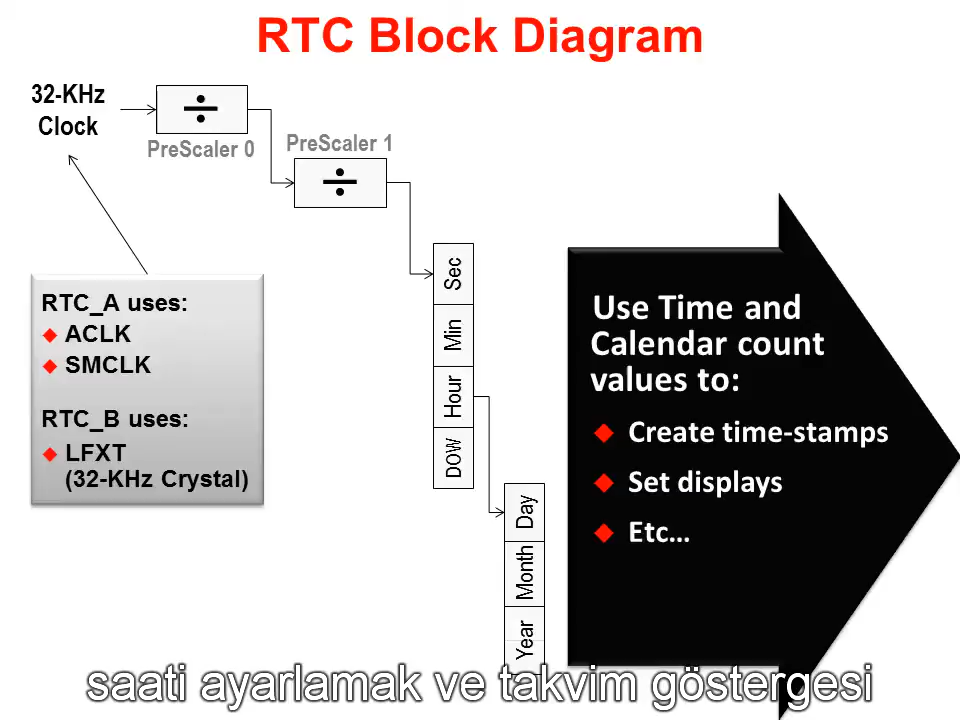 RTC Block Diagram
32-KHz
Clock
÷
PreScaler 0
PreScaler 1
÷
Sec
Min
Hour
DOW
Day
Month
Year
RTC_A uses:
ACLK
SMCLK
RTC_B uses:
LFXT
(32-KHz Crystal)
Use Time and
Calendar count
values to:
Create time-stamps
Set displays
Etc...
saati ayarlamak ve takvim göstergesi